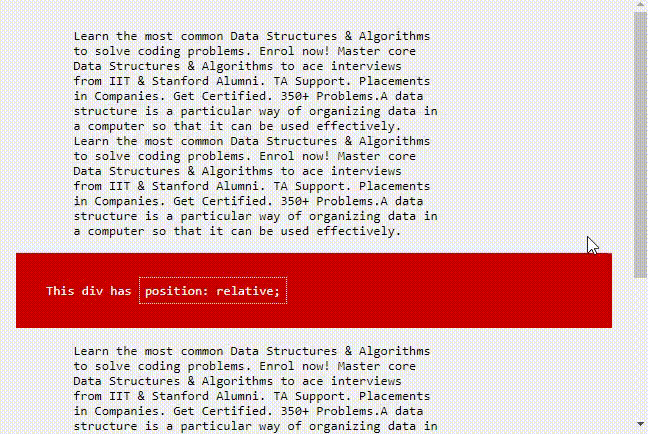 Learn the most common Data Structures & Algorithms
to solve coding problems. Enrol now! Master core
Data Structures & Algorithms to ace interviews
from IIT & Stanford Alumni. TA Support. Placements
in Companies. Get Certified. 350+ Problems.A data
structure is a particular way of organizing data in
a computer so that it can be used effectively.
Learn the most common Data Structures & Algorithms
to solve coding problems. Enrol now! Master core
Data Structures & Algorithms to ace interviews
from IIT & Stanford Alumni. TA Support. Placements
in Companies. Get Certified. 350+ Problems.A data
structure is a particular way of organizing data in
a computer so that it can be used effectively.
This div has position: relative;
Learn the most common Data Structures & Algorithms
to solve coding problems. Enrol now! Master core
Data Structures & Algorithms to ace interviews
from IIT & Stanford Alumni. TA Support. Placements
in Companies. Get Certified. 350+ Problems.A data
structure is a particular way of organizing data in